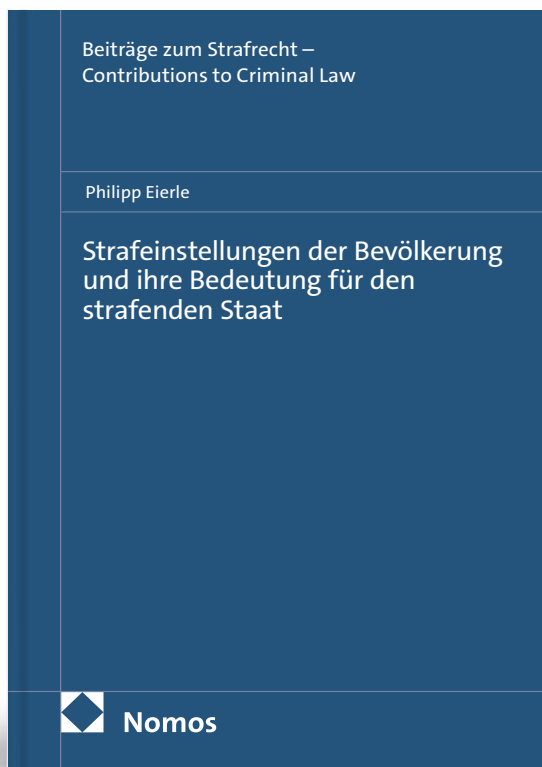 Beiträge zum Strafrecht –
Contributions to Criminal Law
Philipp Eierle
Strafeinstellungen der Bevölkerung
und ihre Bedeutung für den
strafenden Staat
Nomos